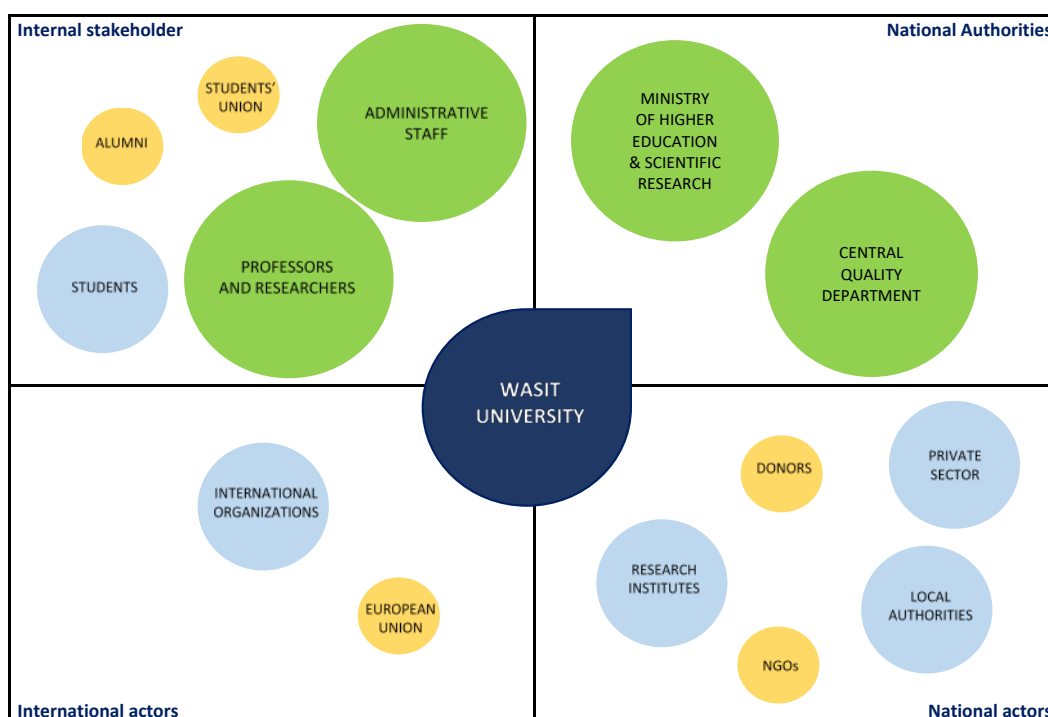 Internal stakeholder
STUDENTS'
UNION
ALUMNI
ADMINISTRATIVE
STAFF
STUDENTS
PROFESSORS
AND RESEARCHERS
National Authorities
MINISTRY
OF HIGHER
EDUCATION
& SCIENTIFIC
RESEARCH
CENTRAL
QUALITY
DEPARTMENT
WASIT
UNIVERSITY
INTERNATIONAL
ORGANIZATIONS
EUROPEAN
UNION
International actors
DONORS
PRIVATE
SECTOR
RESEARCH
INSTITUTES
LOCAL
AUTHORITIES
NGOs
National actors